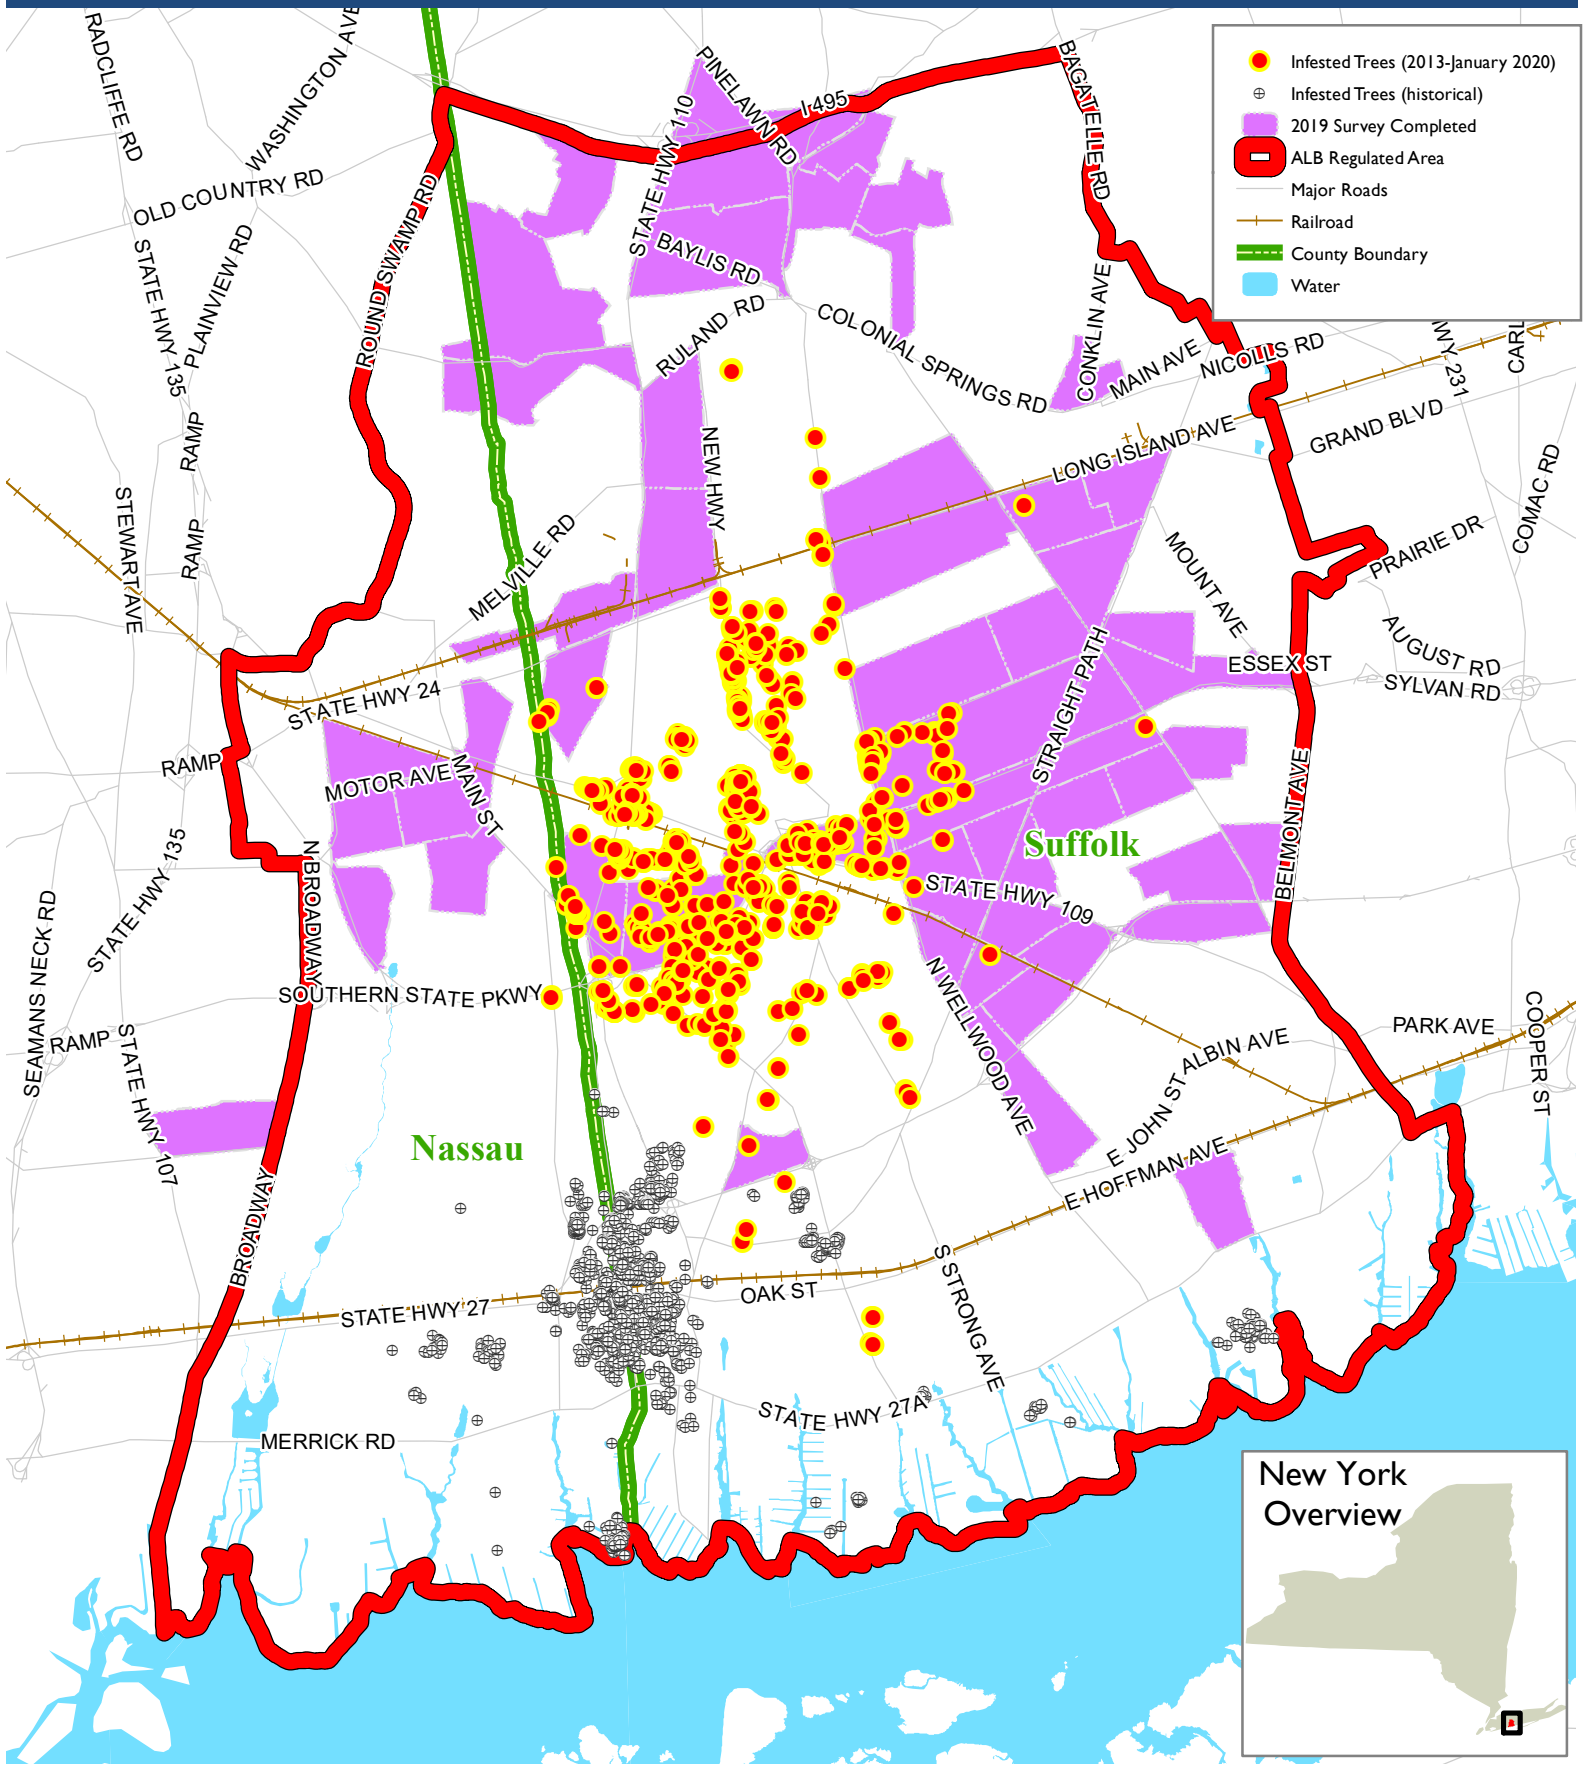 Infested Trees (2013-January 2020)
Infested Trees (historical)
2019 Survey Completed
ALB Regulated Area
Major Roads
Railroad
County Boundary
Water
RADCLIFFE RD
WASHINGTON AVE
OLD COUNTRY RD
STATE HWY 135
PLAINVIEW RD
ROUND SWAMP RD
STATE HWY 110
PINELAWN RD
I 495
BAGATELLE RD
BAYLIS RD
RULAND RD
COLONIAL SPRINGS RD
CONKLIN AVE
MAIN AVE
NICOLLS RD
WY 231
CARL
RAMP
RAMP
STEWART AVE
NEW HWY
MELVILLE RD
LONG ISLAND AVE
GRAND BLVD
COMAC RD
PRAIRIE DR
MOUNT AVE
AUGUST RD
ESSEX ST
SYLVAN RD
STRAIGHT PATH
STATE HWY 24
RAMP
MOTOR AVE
MAIN ST
BELMONT AVE
Suffolk
STATE HWY 109
N BROADWAY
STATE HWY 135
SEAMANS NECK RD
SOUTHERN STATE PKWY
N WELLWOOD AVE
RAMP
STATE HWY 107
PARK AVE
COOPER ST
ALBIN AVE
E JOHN ST
E HOFFMAN AVE
Nassau
BROADWAY
STATE HWY 27
OAK ST
S STRONG AVE
STATE HWY 27A
MERRICK RD
New York
Overview